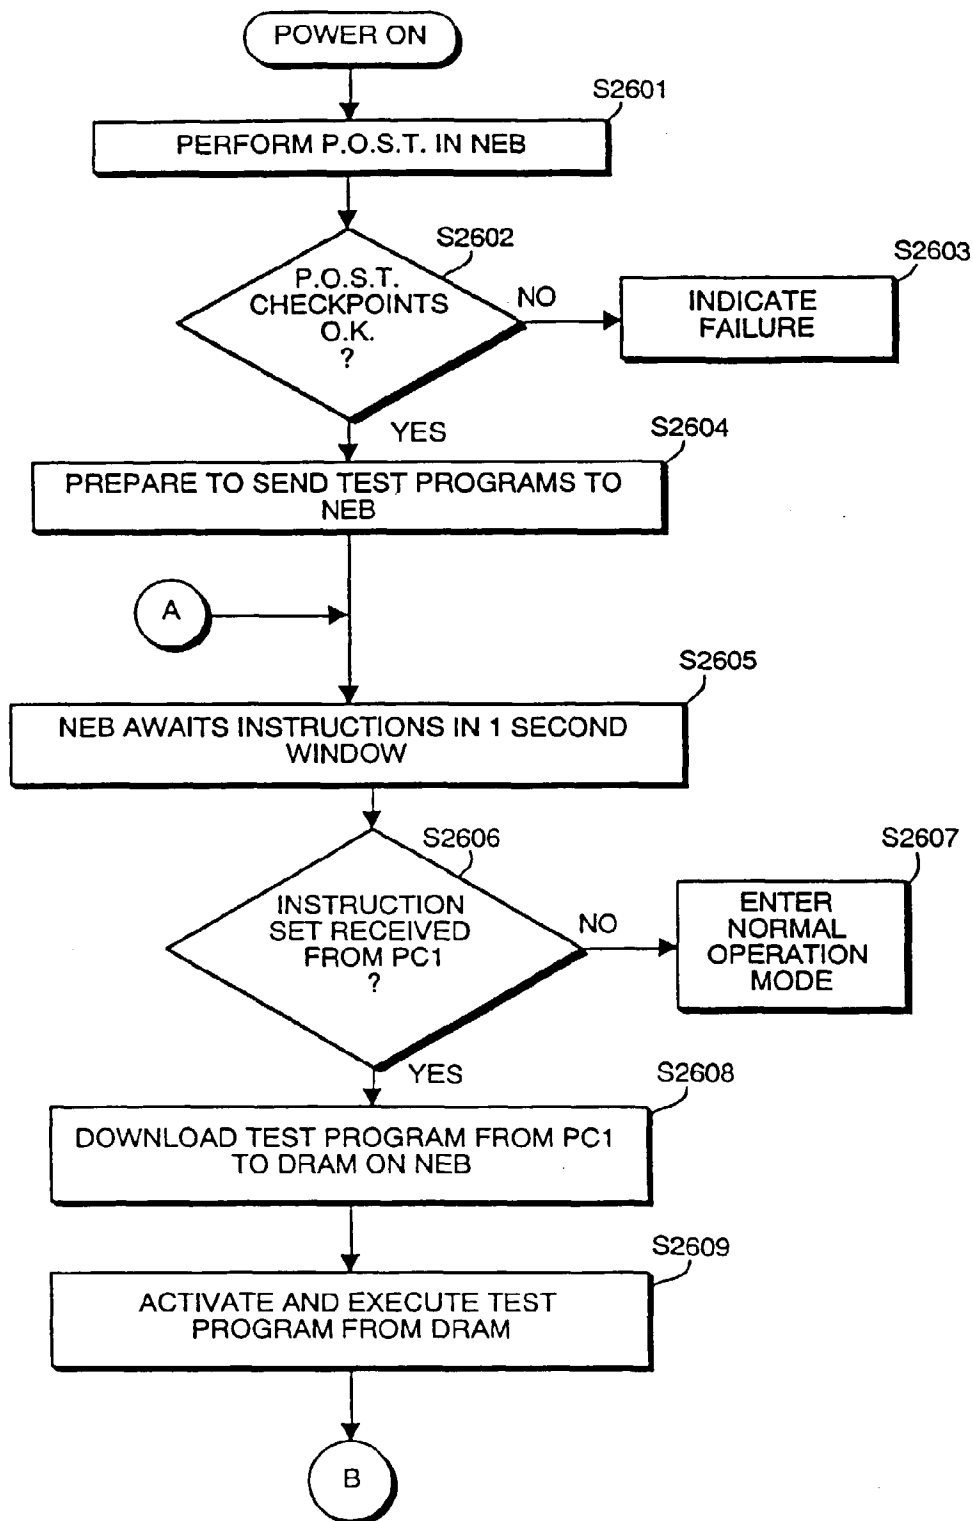 POWER ON
S2601
PERFORM P.O.S.T. IN NEB
S2602
P.O.S.T.
CHECKPOINTS
O.K.
?
NO
S2603
INDICATE
FAILURE
YES
S2604
PREPARE TO SEND TEST PROGRAMS TO
NEB
A
S2605
NEB AWAITS INSTRUCTIONS IN 1 SECOND
WINDOW
S2606
INSTRUCTION
SET RECEIVED
FROM PC1
?
NO
S2607
ENTER
NORMAL
OPERATION
MODE
YES
S2608
DOWNLOAD TEST PROGRAM FROM PC1
TO DRAM ON NEB
S2609
ACTIVATE AND EXECUTE TEST
PROGRAM FROM DRAM
B